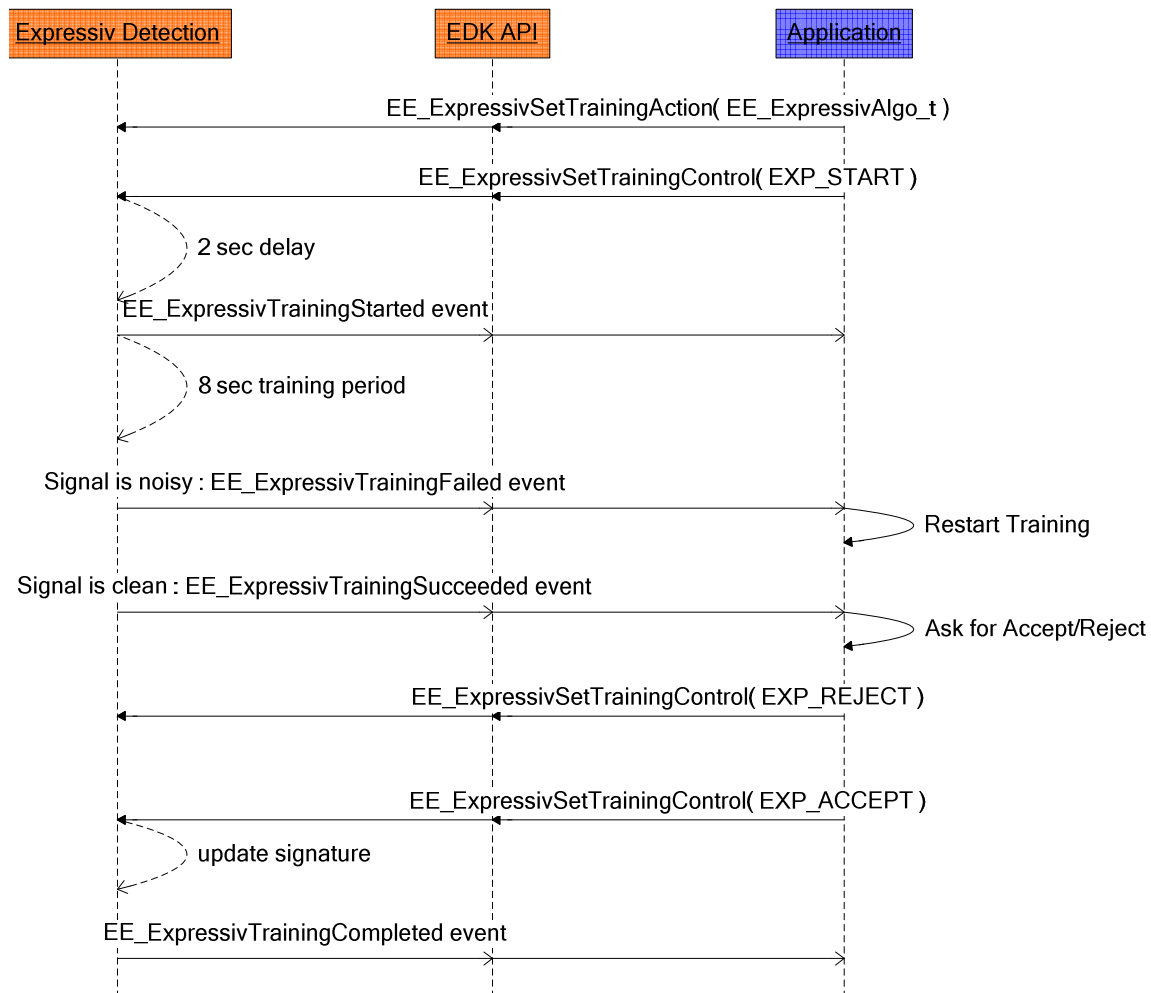 Expressiv Detection
EDK API
Application
EE_ExpressivSetTrainingAction( EE_ExpressivAlgo_t )
EE_ExpressivSetTrainingControl( EXP_START )
2 sec delay
EE_ExpressivTrainingStarted event
8 sec training period
Signal is noisy : EE_ExpressivTrainingFailed event
Restart Training
Signal is clean : EE_ExpressivTrainingSucceeded event
Ask for Accept/Reject
EE_ExpressivSetTrainingControl( EXP_REJECT )
EE_ExpressivSetTrainingControl( EXP_ACCEPT )
update signature
EE_ExpressivTrainingCompleted event